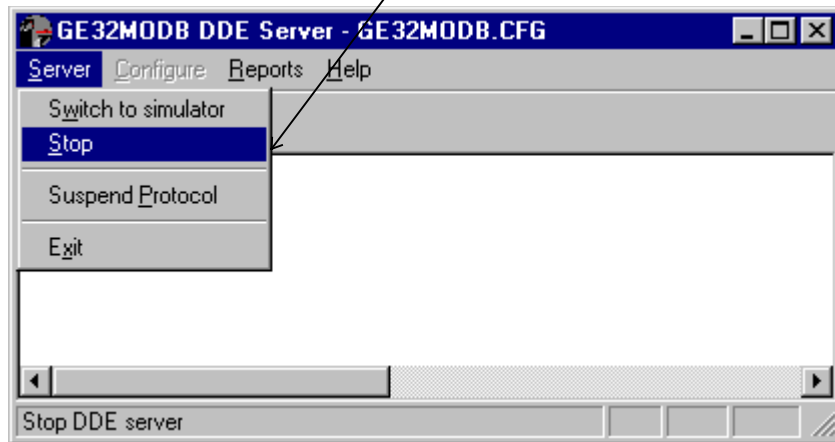 GE32MODB DDE Server - GE32MODB.CFG
Server Configure Reports Help
Switch to simulator
Stop
Suspend Protocol
Exit
Stop DDE server